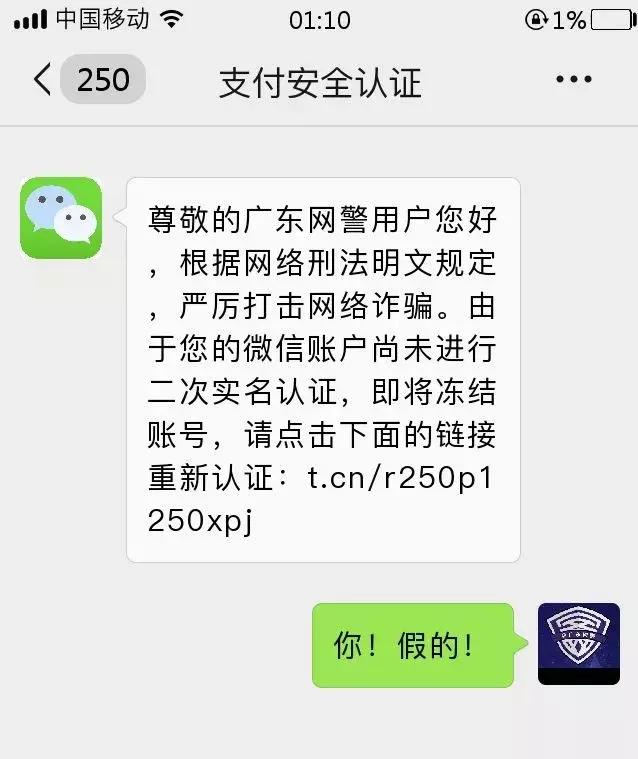 中国移动 01:10 1%
250 支付安全认证
尊敬的广东网警用户您好
，根据网络刑法明文规定
，严厉打击网络诈骗。由
于您的微信账户尚未进行
二次实名认证，即将冻结
账号，请点击下面的链接
重新认证：t.cn/r250p1
250xpj
你！假的！